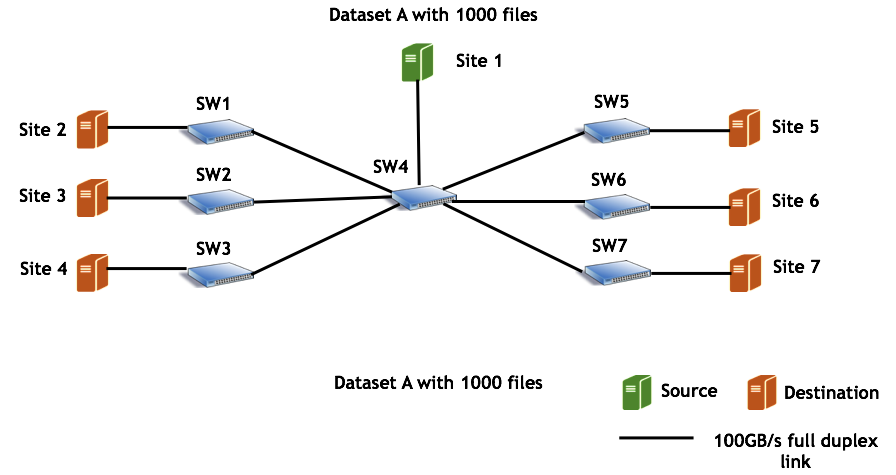 Dataset A with 1000 files
Site 1
SW1
SW5
Site 2
Site 5
SW4
SW2
SW6
Site 3
Site 6
SW3
SW7
Site 4
Site 7
Dataset A with 1000 files
Source
Destination
100GB/s full duplex
link